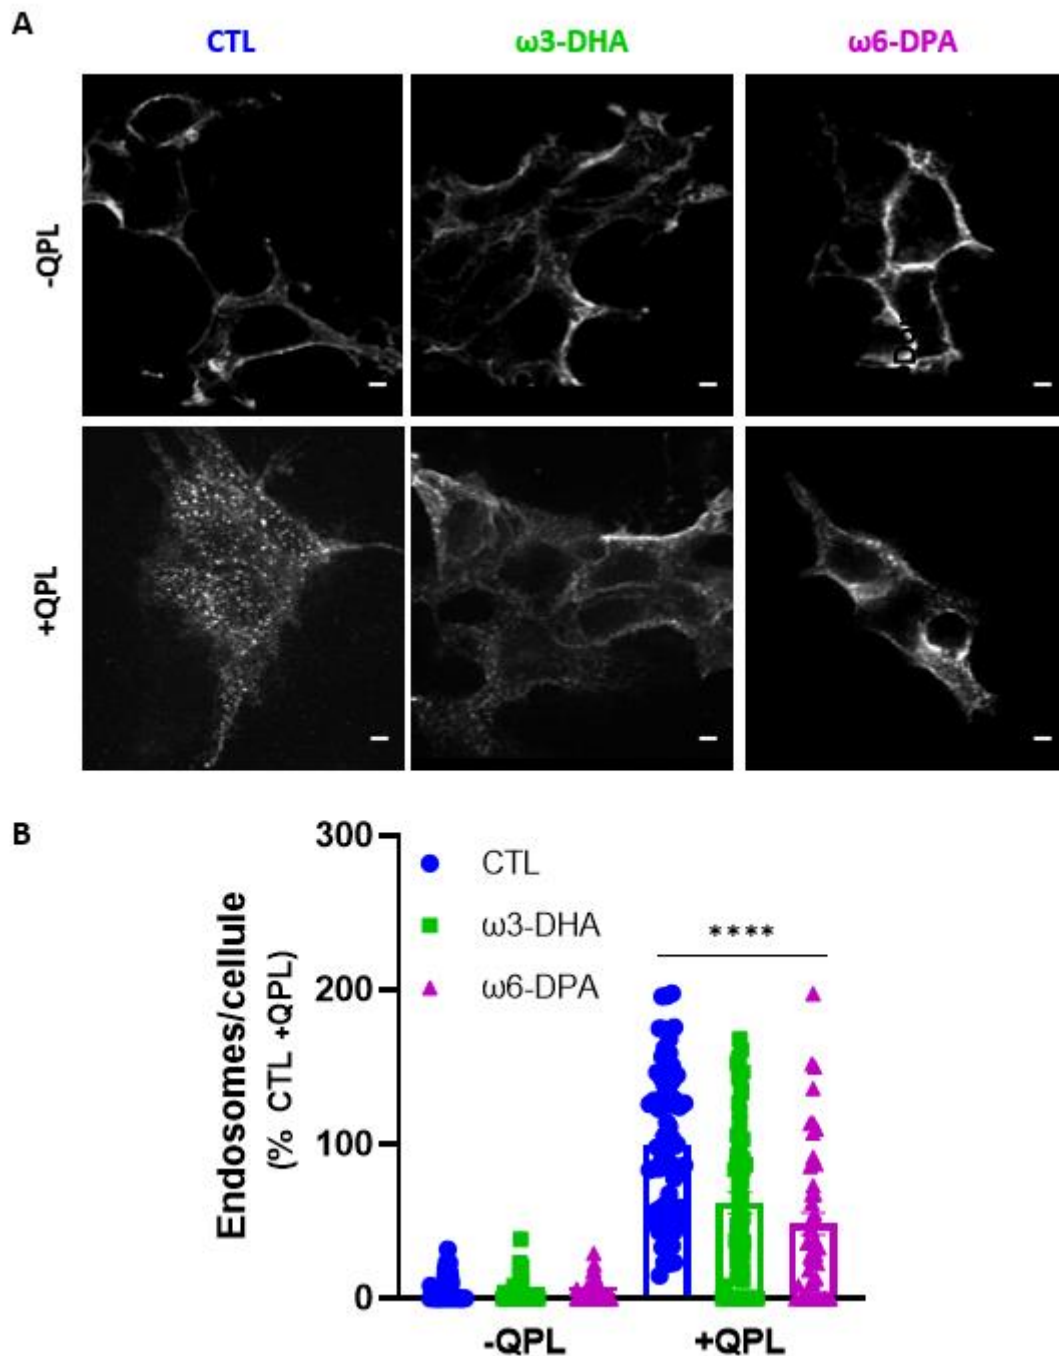 A
CTL ω3-DHA ω6-DPA
-QPL
+QPL
B
Endosomes/cellule
(% CTL +QPL)
300
200
100
0
CTL
ω3-DHA
ω6-DPA
****
-QPL +QPL